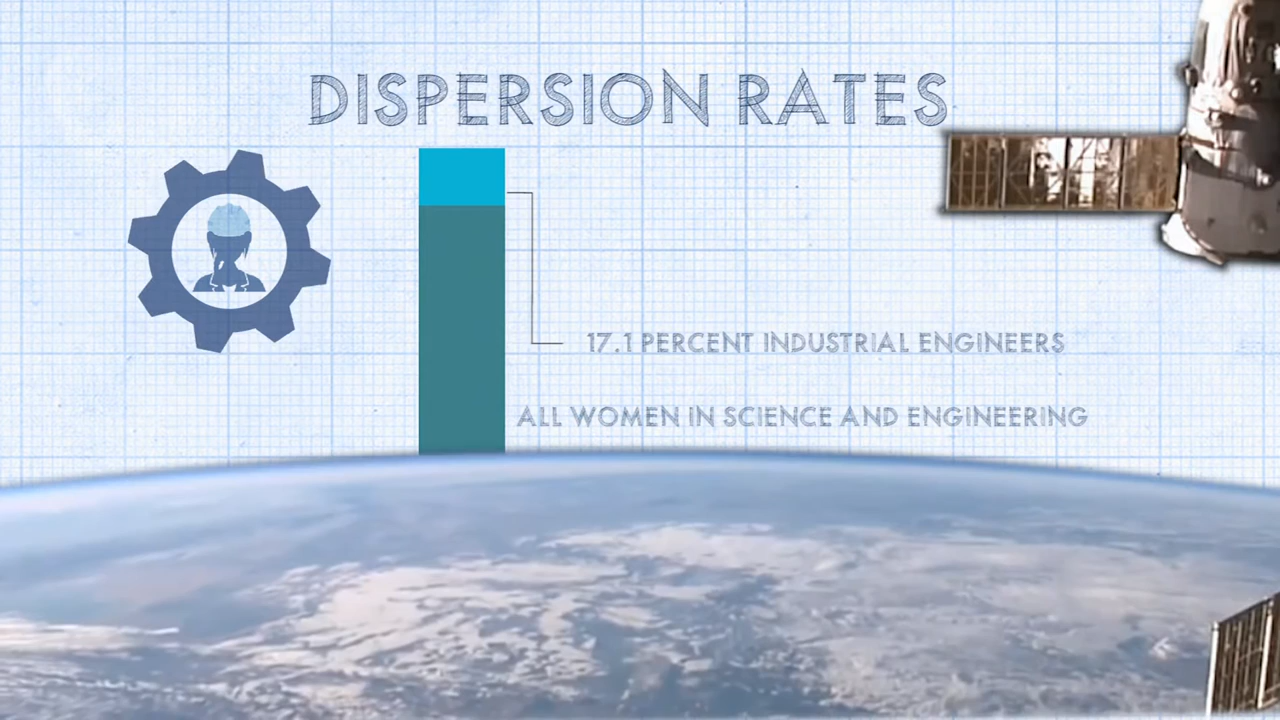 DISPERSION RATES
17.1 PERCENT INDUSTRIAL ENGINEERS
ALL WOMEN IN SCIENCE AND ENGINEERING